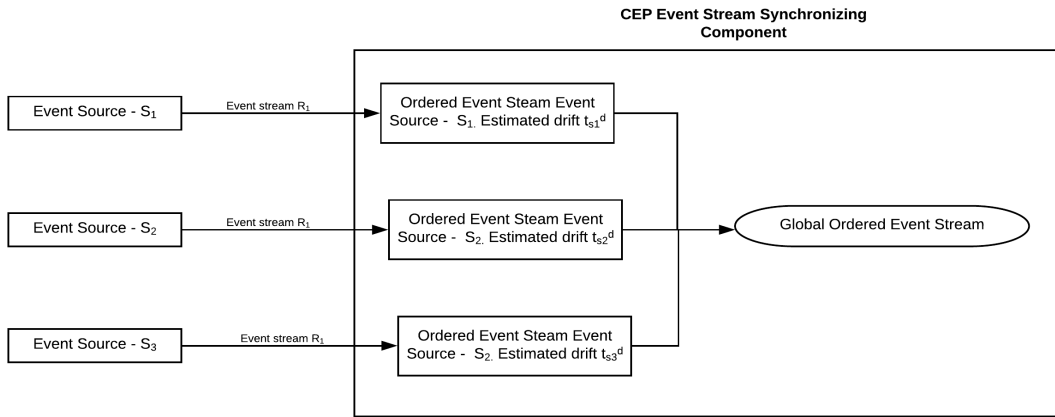 CEP Event Stream Synchronizing
Component
Event Source - S₁
Event stream R₁
Ordered Event Steam Event
Source - S₁. Estimated drift tₛ₁ᵈ
Event Source - S₂
Event stream R₁
Ordered Event Steam Event
Source - S₂. Estimated drift tₛ₂ᵈ
Global Ordered Event Stream
Event Source - S₃
Event stream R₁
Ordered Event Steam Event
Source - S₂. Estimated drift tₛ₃ᵈ